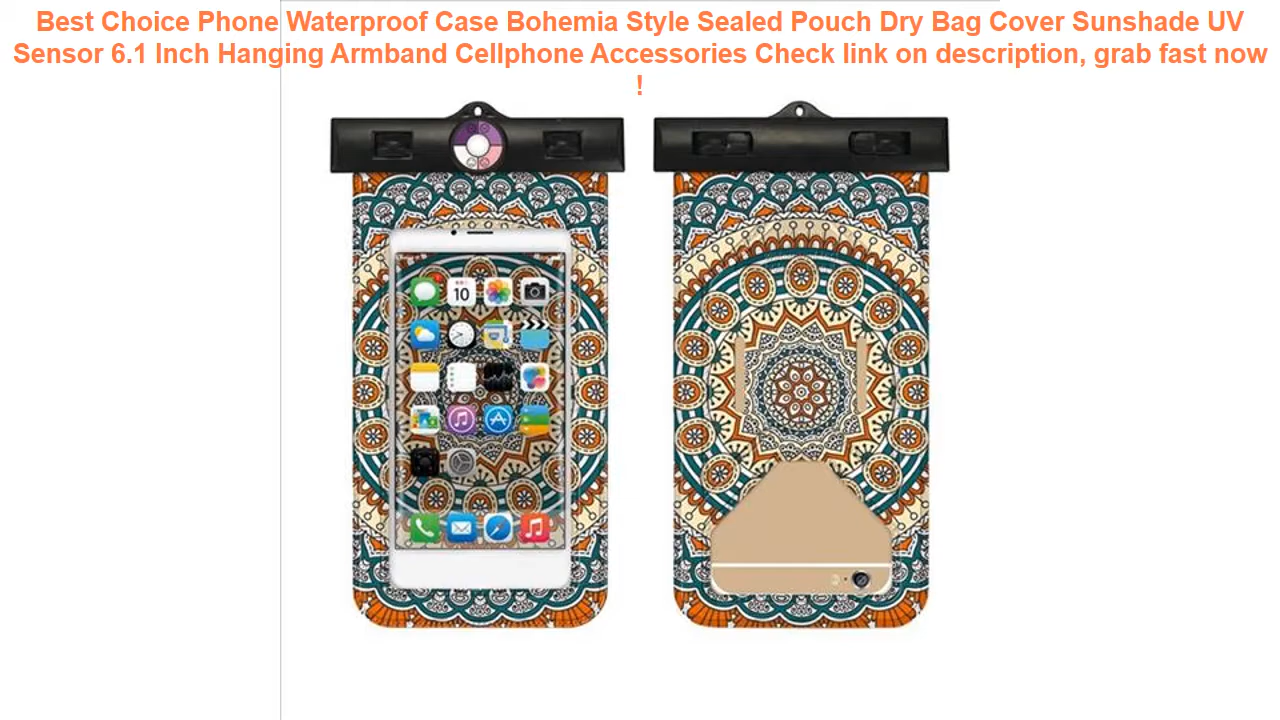 Best Choice Phone Waterproof Case Bohemia Style Sealed Pouch Dry Bag Cover Sunshade UV
Sensor 6.1 Inch Hanging Armband Cellphone Accessories Check link on description, grab fast now
!
10